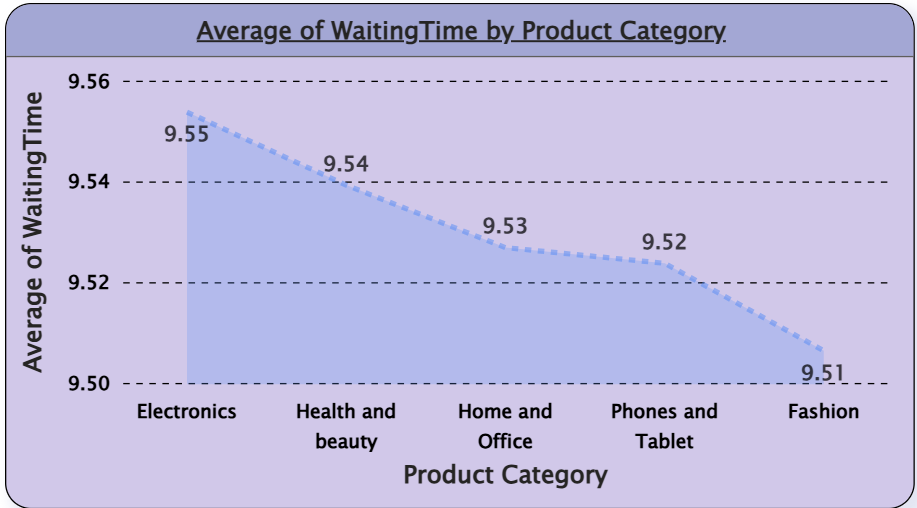 Average of WaitingTime by Product Category
Average of WaitingTime
9.56
9.54
9.52
9.50
9.55
9.54
9.53
9.52
9.51
Electronics
Health and
beauty
Home and
Office
Phones and
Tablet
Fashion
Product Category